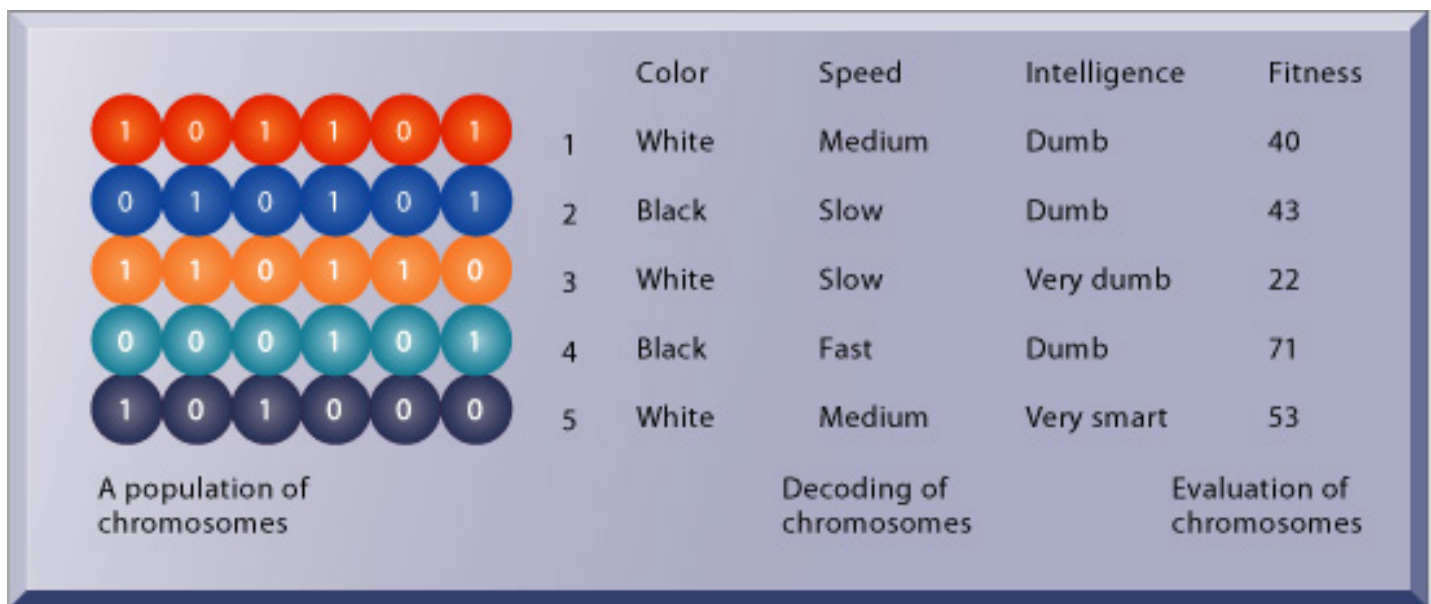 Color Speed Intelligence Fitness
1 0 1 1 0 1 1 White Medium Dumb 40
0 1 0 1 0 1 2 Black Slow Dumb 43
1 1 0 1 1 0 3 White Slow Very dumb 22
0 0 0 1 0 1 4 Black Fast Dumb 71
1 0 1 0 0 0 5 White Medium Very smart 53
A population of
chromosomes
Decoding of
chromosomes
Evaluation of
chromosomes